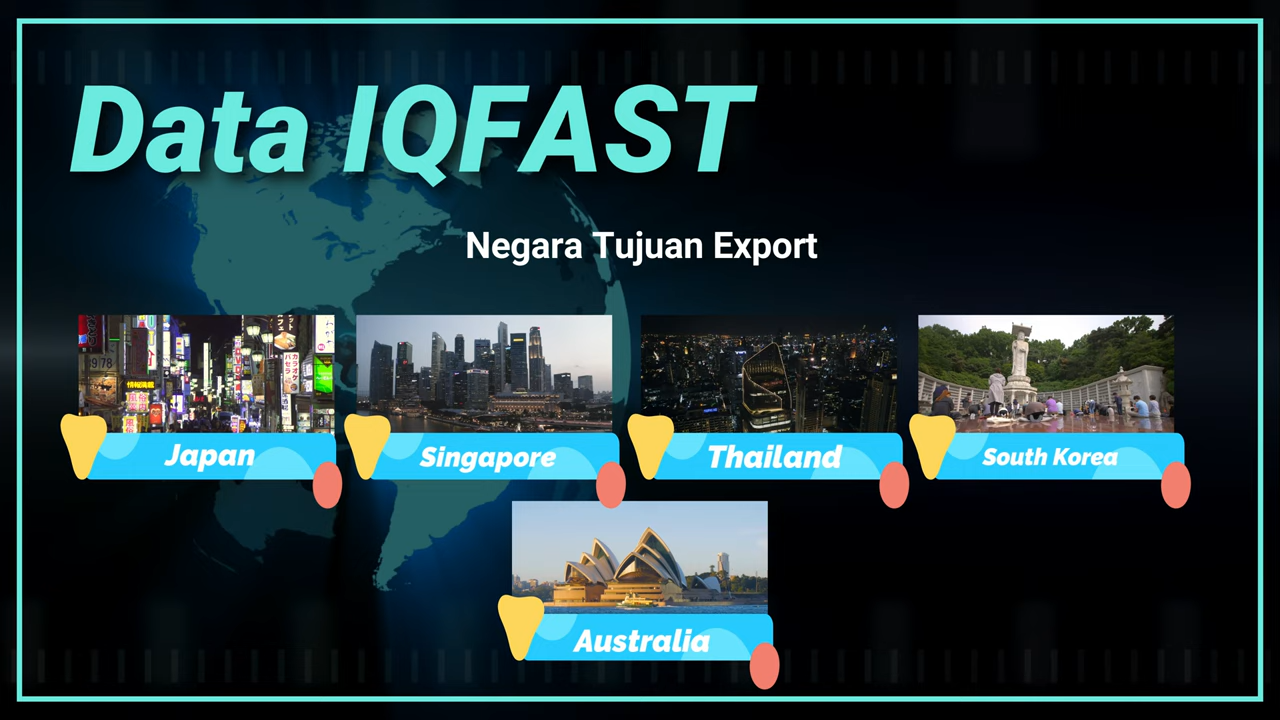 Data IQFAST
Negara Tujuan Export
Japan
Singapore
Thailand
South Korea
Australia